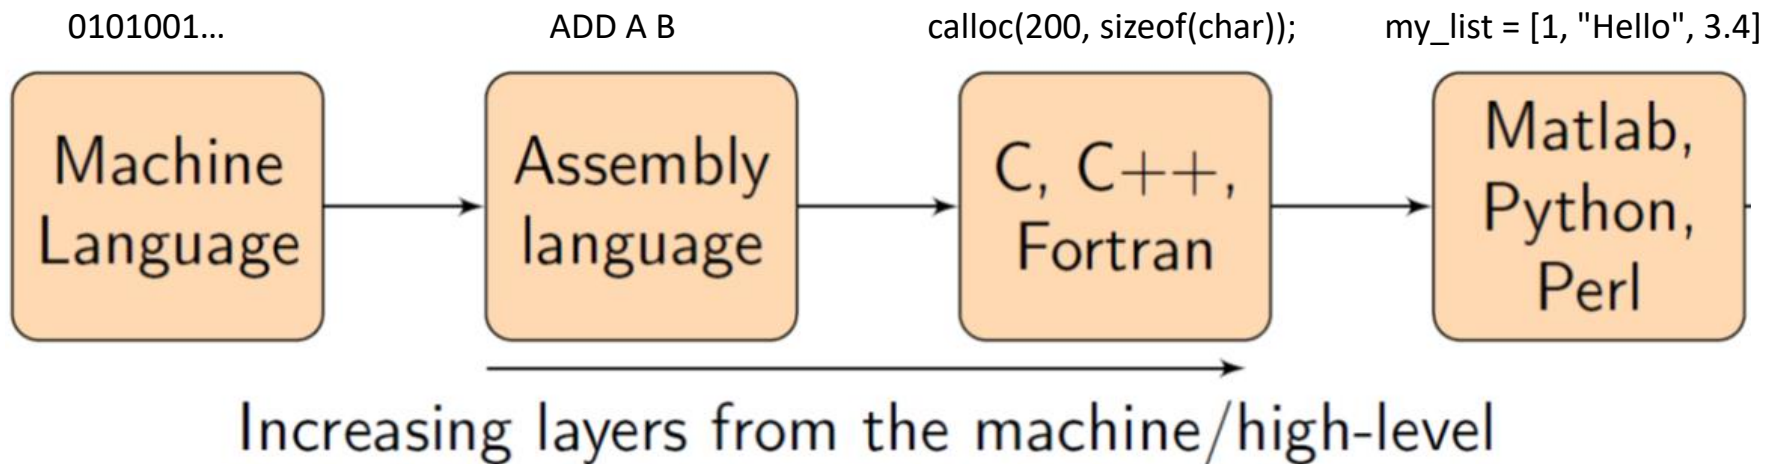 0101001…
ADD A B
calloc(200, sizeof(char));
my_list = [1, "Hello", 3.4]
Machine
Language
Assembly
language
C, C++,
Fortran
Matlab,
Python,
Perl
Increasing layers from the machine/high-level